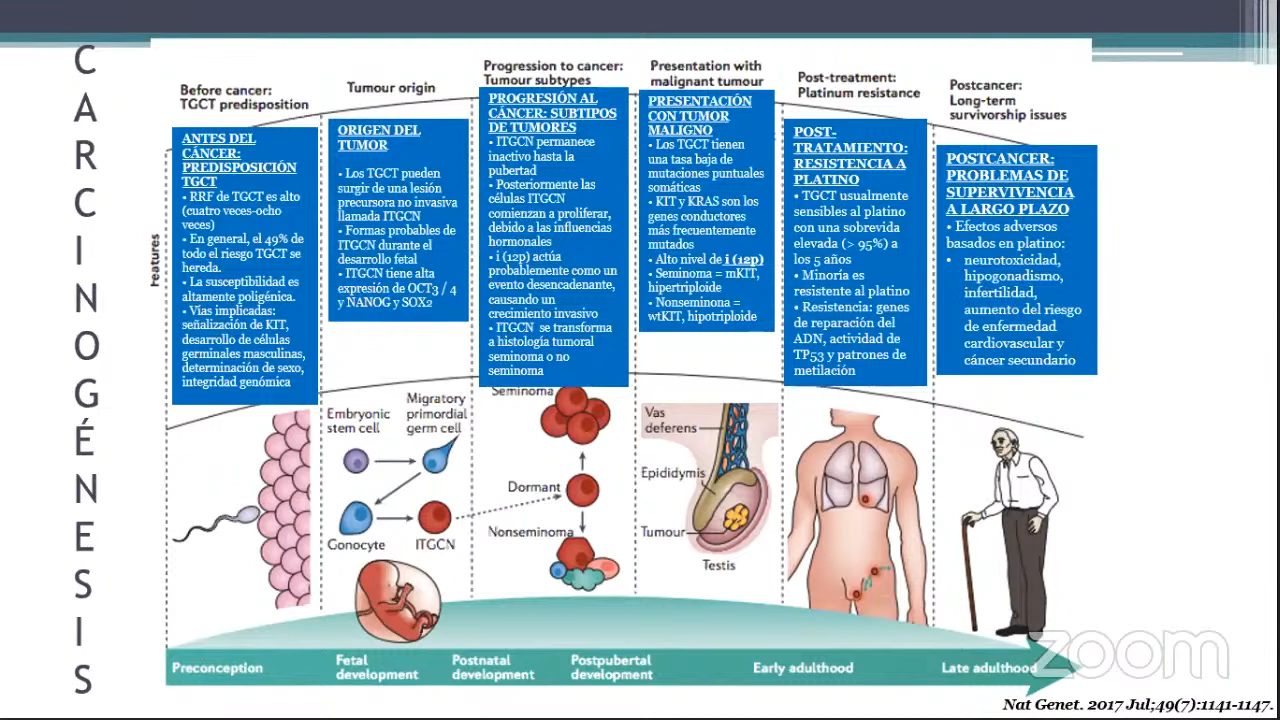 CARCINOGÉNESIS
Before cancer:
TGCT predisposition
Tumour origin
Progression to cancer:
Tumour subtypes
Presentation with
malignant tumour
Post-treatment:
Platinum resistance
Postcancer:
Long-term
survivorship issues
Features
ANTES DEL
CÁNCER:
PREDISPOSICIÓN
TGCT
• RRF de TGCT es alto
(cuatro veces-ocho
veces)
• En general, el 49% de
todo el riesgo TGCT se
hereda.
• La susceptibilidad es
altamente poligénica.
• Vías implicadas:
señalización de KIT,
desarrollo de células
germinales masculinas,
determinación de sexo,
integridad genómica
ORIGEN DEL
TUMOR
• Los TGCT pueden
surgir de una lesión
precursora no invasiva
llamada ITGCN
• Formas probables de
ITGCN durante el
desarrollo fetal
• ITGCN tiene alta
expresión de OCT3 / 4
y NANOG y SOX2
PROGRESIÓN AL
CÁNCER: SUBTIPOS
DE TUMORES
• ITGCN permanece
inactivo hasta la
pubertad
• Posteriormente las
células ITGCN
comienzan a proliferar,
debido a las influencias
hormonales
• i (12p) actúa
probablemente como un
evento desencadenante,
causando un
crecimiento invasivo
• ITGCN se transforma
a histología tumoral
seminoma o no
seminoma
PRESENTACIÓN
CON TUMOR
MALIGNO
• Los TGCT tienen
una tasa baja de
mutaciones puntuales
somáticas
• KIT y KRAS son los
genes conductores
más frecuentemente
mutados
• Alto nivel de i (12p)
• Seminoma = mKIT,
hipertriploide
• Nonseminona =
wtKIT, hipotriploide
POST-
TRATAMIENTO:
RESISTENCIA A
PLATINO
• TGCT usualmente
sensibles al platino
con una sobrevida
elevada (> 95%) a
los 5 años
• Minoría es
resistente al platino
• Resistencia: genes
de reparación del
ADN, actividad de
TP53 y patrones de
metilación
POSTCANCER:
PROBLEMAS DE
SUPERVIVENCIA
A LARGO PLAZO
• Efectos adversos
basados en platino:
• neurotoxicidad,
hipogonadismo,
infertilidad,
aumento del riesgo
de enfermedad
cardiovascular y
cáncer secundario
Embryonic
stem cell
Migratory
primordial
germ cell
Gonocyte
ITGCN
Seminoma
Dormant
Nonseminoma
Vas
deferens
Epididymis
Tumour
Testis
Preconception
Fetal
development
Postnatal
development
Postpubertal
development
Early adulthood
Late adulthood
zoom
Nat Genet. 2017 Jul;49(7):1141-1147.